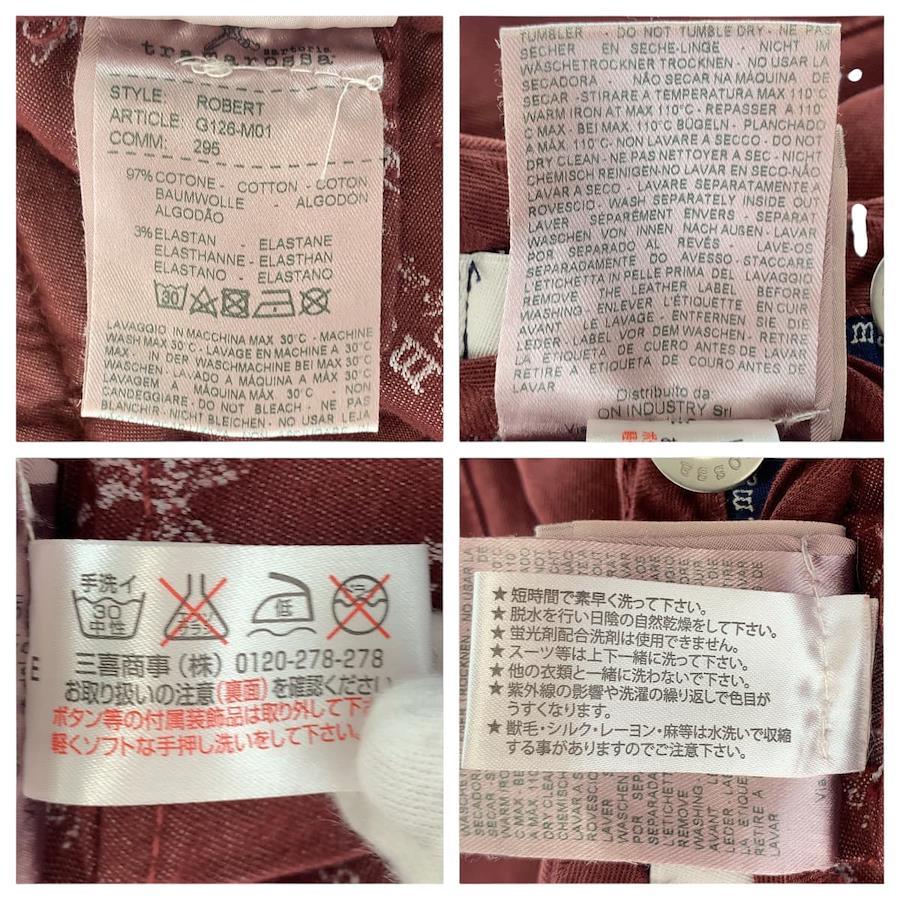 sartoria
tramarossa
STYLE: ROBERT
ARTICLE: G126-M01
COMM: 295
97% COTONE - COTTON - COTON
BAUMWOLLE - ALGODÓN
ALGODÃO
3% ELASTAN - ELASTANE
ELASTHANNE - ELASTHAN
ELASTANO - ELASTANO
30
LAVAGGIO IN MACCHINA MAX 30°C - MACHINE
WASH MAX 30°C - LAVAGE EN MACHINE A 30°C
MAX - IN DER WASCHMACHINE BEI MAX 30°C
WASCHEN - LAVADO A MÁQUINA A MÁX 30°C
LAVAGEM A MÁQUINA MÁX 30°C - NON
CANDEGGIARE - DO NOT BLEACH - NE PAS
BLANCHIR - NICHT BLEICHEN - NO USAR LEJA
TUMBLER - DO NOT TUMBLE DRY - NE PAS
SECHER EN SECHE-LINGE - NICHT IM
WÄSCHETROCKNER TROCKNEN - NO USAR LA
SECADORA - NÃO SECAR NA MÁQUINA DE
SECAR - STIRARE A TEMPERATURA MAX 110°C
WARM IRON AT MAX 110°C - REPASSER A 110°
C MAX - BEI MAX. 110°C BÜGELN - PLANCHADO
A MÁX. 110°C - NON LAVARE A SECCO - DO NOT
DRY CLEAN - NE PAS NETTOYER A SEC - NICHT
CHEMISCH REINIGEN - NO LAVAR EN SECO - NÃO
LAVAR A SECO - LAVARE SEPARATAMENTE A
ROVESCIO - WASH SEPARATELY INSIDE OUT
LAVER SEPARÉMENT ENVERS - SEPARAT
WASCHEN VON INNEN NACH AUßEN - LAVAR
POR SEPARADO AL REVÉS - LAVE-OS
SEPARADAMENTE DO AVESSO - STACCARE
L'ETICHETTA IN PELLE PRIMA DEL LAVAGGIO
REMOVE THE LEATHER LABEL BEFORE
WASHING - ENLEVER L'ÉTIQUETTE EN CUIR
AVANT LE LAVAGE - ENTFERNEN SIE DIE
LEDER LABEL VOR DEM WASCHEN - RETIRE
LA ETIQUETA DE CUERO ANTES DE LAVAR
RETIRE A ETIQUETA DE COURO ANTES DE
LAVAR
Distribuito da:
ON INDUSTRY Srl
手洗イ
30
中性
低
三喜商事（株）0120-278-278
お取り扱いの注意（裏面）を確認ください
ボタン等の付属装飾品は取り外して下
軽くソフトな手押し洗いをして下さい。
★短時間で素早く洗って下さい。
★脱水を行い日陰の自然乾燥をして下さい。
★蛍光剤配合洗剤は使用できません。
★スーツ等は上下一緒に洗って下さい。
★他の衣類と一緒に洗わないで下さい。
★紫外線の影響や洗濯の繰り返しで色目が
うすくなります。
★獣毛・シルク・レーヨン・麻等は水洗いで収縮
する事がありますのでご注意下さい。